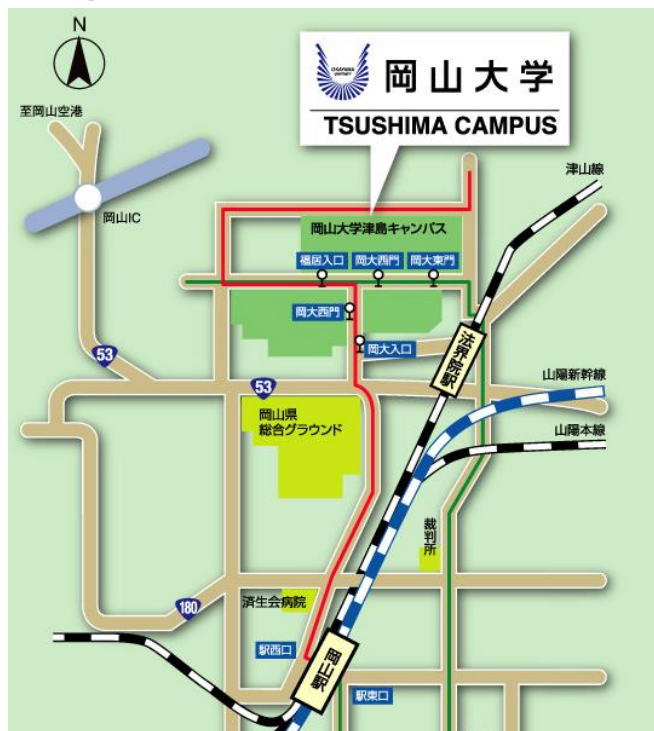 N
岡山大学
TSUSHIMA CAMPUS
至岡山空港
岡山IC
津山線
岡山大学津島キャンパス
福居入口
岡大西門
岡大東門
岡大西門
岡大入口
法界院駅
53
53
山陽新幹線
岡山県
総合グラウンド
山陽本線
裁判所
180
済生会病院
駅西口
岡山駅
駅東口